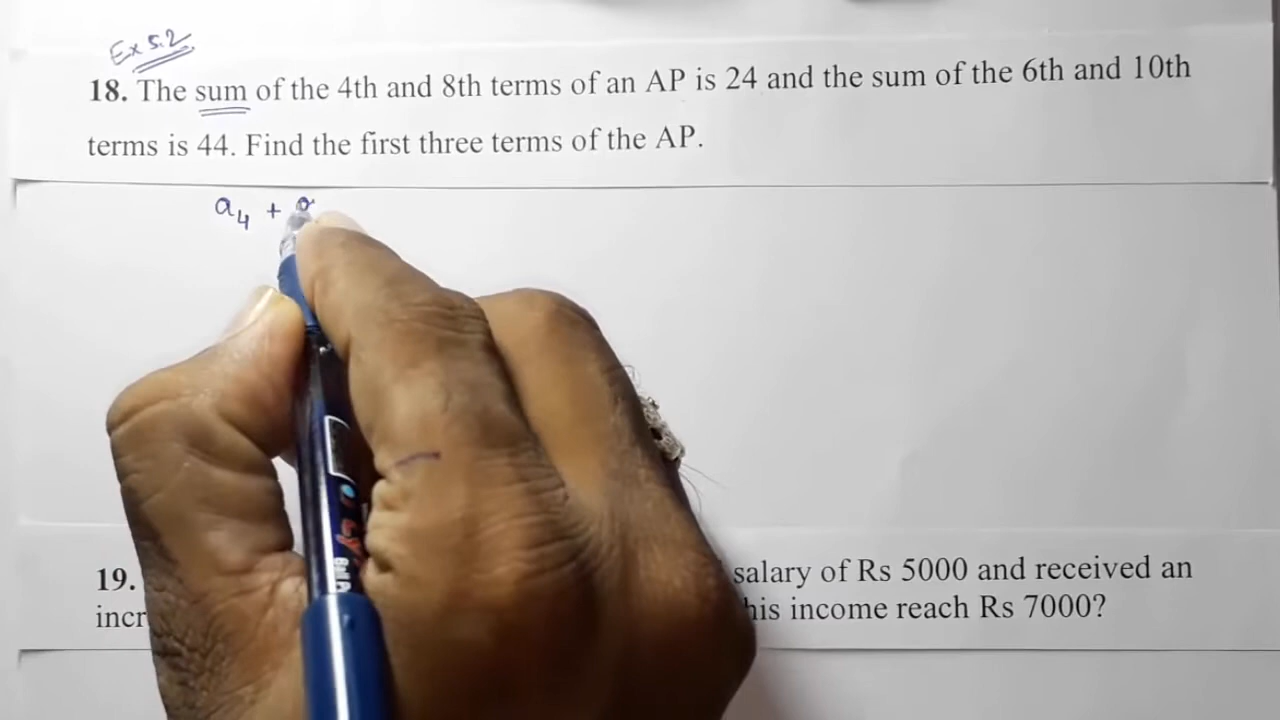 Ex 5.2
18. The sum of the 4th and 8th terms of an AP is 24 and the sum of the 6th and 10th
terms is 44. Find the first three terms of the AP.
a₄ + a
19. salary of Rs 5000 and received an
incr his income reach Rs 7000?